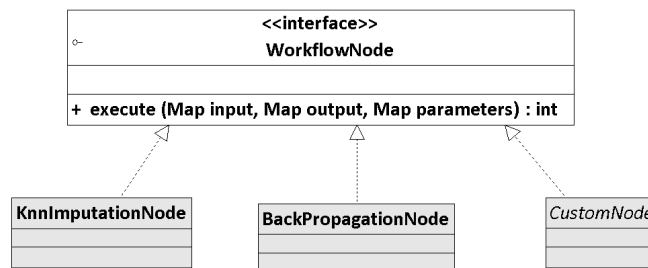 <<interface>>
WorkflowNode
+ execute (Map input, Map output, Map parameters) : int
KnnImputationNode
BackPropagationNode
CustomNode